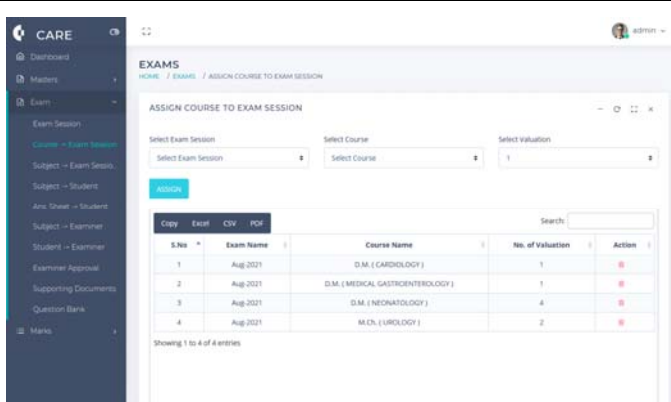 CARE
admin
Dashboard
Masters
Exam
Exam Session
Course -> Exam Session
Subject -> Exam Sessio..
Subject -> Student
Ans. Sheet -> Student
Subject -> Examiner
Student -> Examiner
Examiner Approval
Supporting Documents
Question Bank
Marks
EXAMS
HOME / EXAMS / ASSIGN COURSE TO EXAM SESSION
ASSIGN COURSE TO EXAM SESSION
Select Exam Session Select Course Select Valuation
Select Exam Session Select Course 1
ASSIGN
Copy Excel CSV PDF Search:
S.No Exam Name Course Name No. of Valuation Action
1 Aug-2021 D.M. ( CARDIOLOGY ) 1
2 Aug-2021 D.M. ( MEDICAL GASTROENTEROLOGY ) 1
3 Aug-2021 D.M. ( NEONATOLOGY ) 4
4 Aug-2021 M.Ch. ( UROLOGY ) 2
Showing 1 to 4 of 4 entries